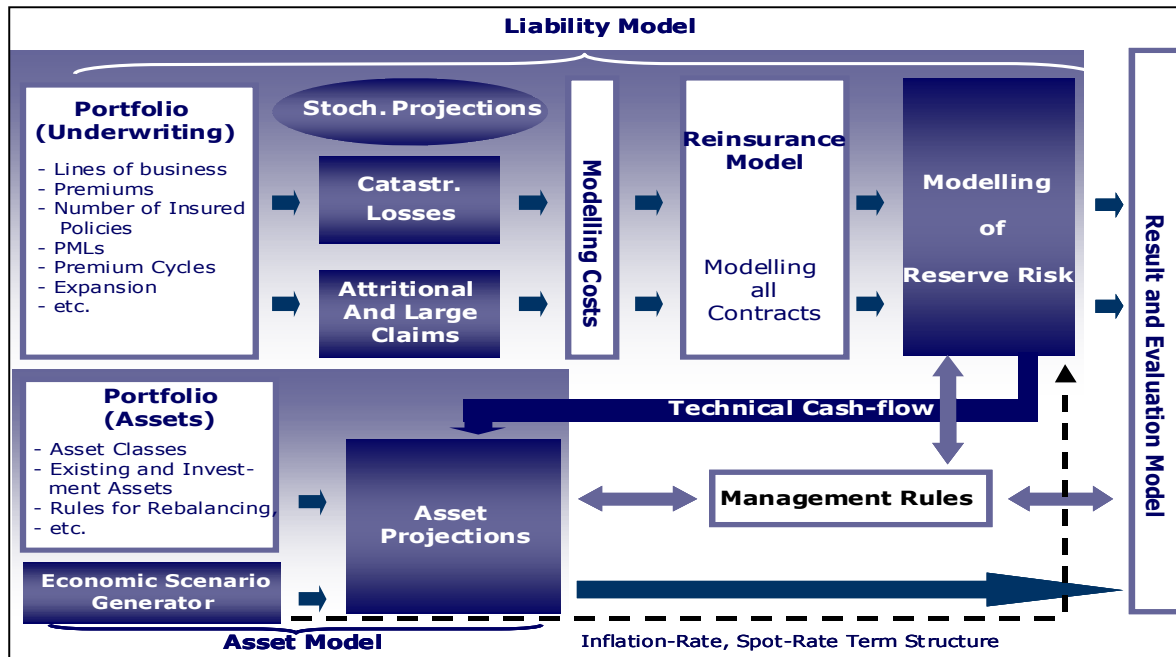 Liability Model
Portfolio
(Underwriting)
- Lines of business
- Premiums
- Number of Insured
Policies
- PMLs
- Premium Cycles
- Expansion
- etc.
Stoch. Projections
Catastr.
Losses
Attritional
And Large
Claims
Modelling Costs
Reinsurance
Model
Modelling
all
Contracts
Modelling
of
Reserve Risk
Result and Evaluation Model
Portfolio
(Assets)
- Asset Classes
- Existing and Invest-
ment Assets
- Rules for Rebalancing,
- etc.
Technical Cash-flow
Asset
Projections
Management Rules
Economic Scenario
Generator
Asset Model
Inflation-Rate, Spot-Rate Term Structure